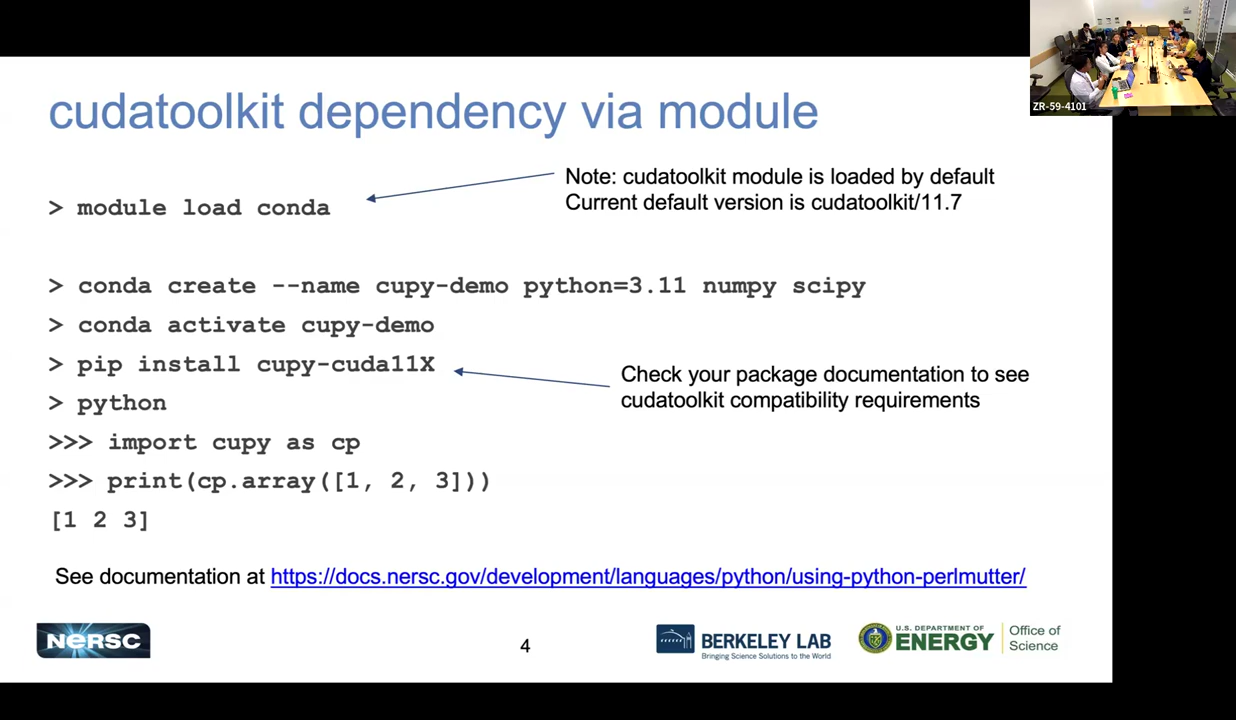 ZR-59-4101
cudatoolkit dependency via module
Note: cudatoolkit module is loaded by default
Current default version is cudatoolkit/11.7
> module load conda
> conda create --name cupy-demo python=3.11 numpy scipy
> conda activate cupy-demo
> pip install cupy-cuda11X
Check your package documentation to see
cudatoolkit compatibility requirements
> python
>>> import cupy as cp
>>> print(cp.array([1, 2, 3]))
[1 2 3]
See documentation at https://docs.nersc.gov/development/languages/python/using-python-perlmutter/
NERSC
4
BERKELEY LAB
Bringing Science Solutions to the World
U.S. DEPARTMENT OF
ENERGY
Office of
Science